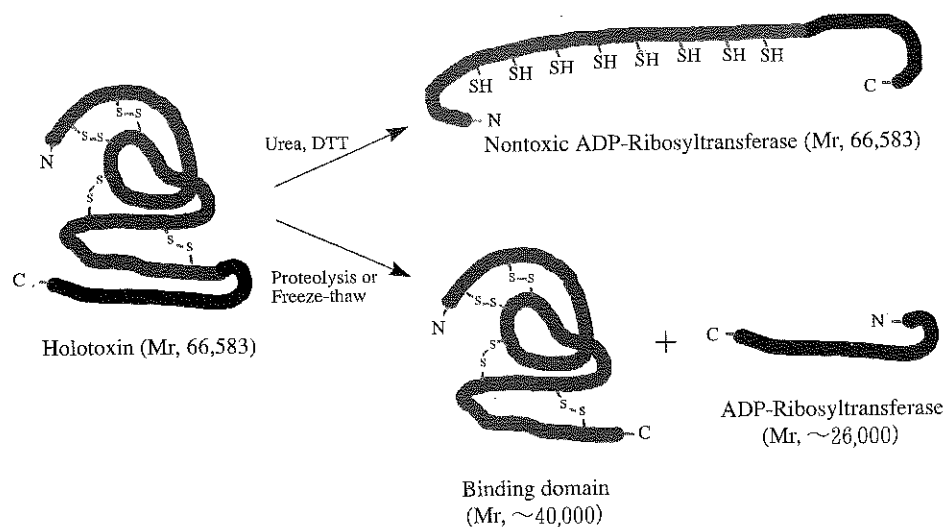 SH SH SH SH SH SH SH SH
C
N
Nontoxic ADP-Ribosyltransferase (Mr, 66,583)
Urea, DTT
S-S
S-S
N
S-S
S-S
C
Holotoxin (Mr, 66,583)
Proteolysis or
Freeze-thaw
S-S
S-S
N
S-S
S-S
C
Binding domain
(Mr, ~40,000)
+
N
C
ADP-Ribosyltransferase
(Mr, ~26,000)